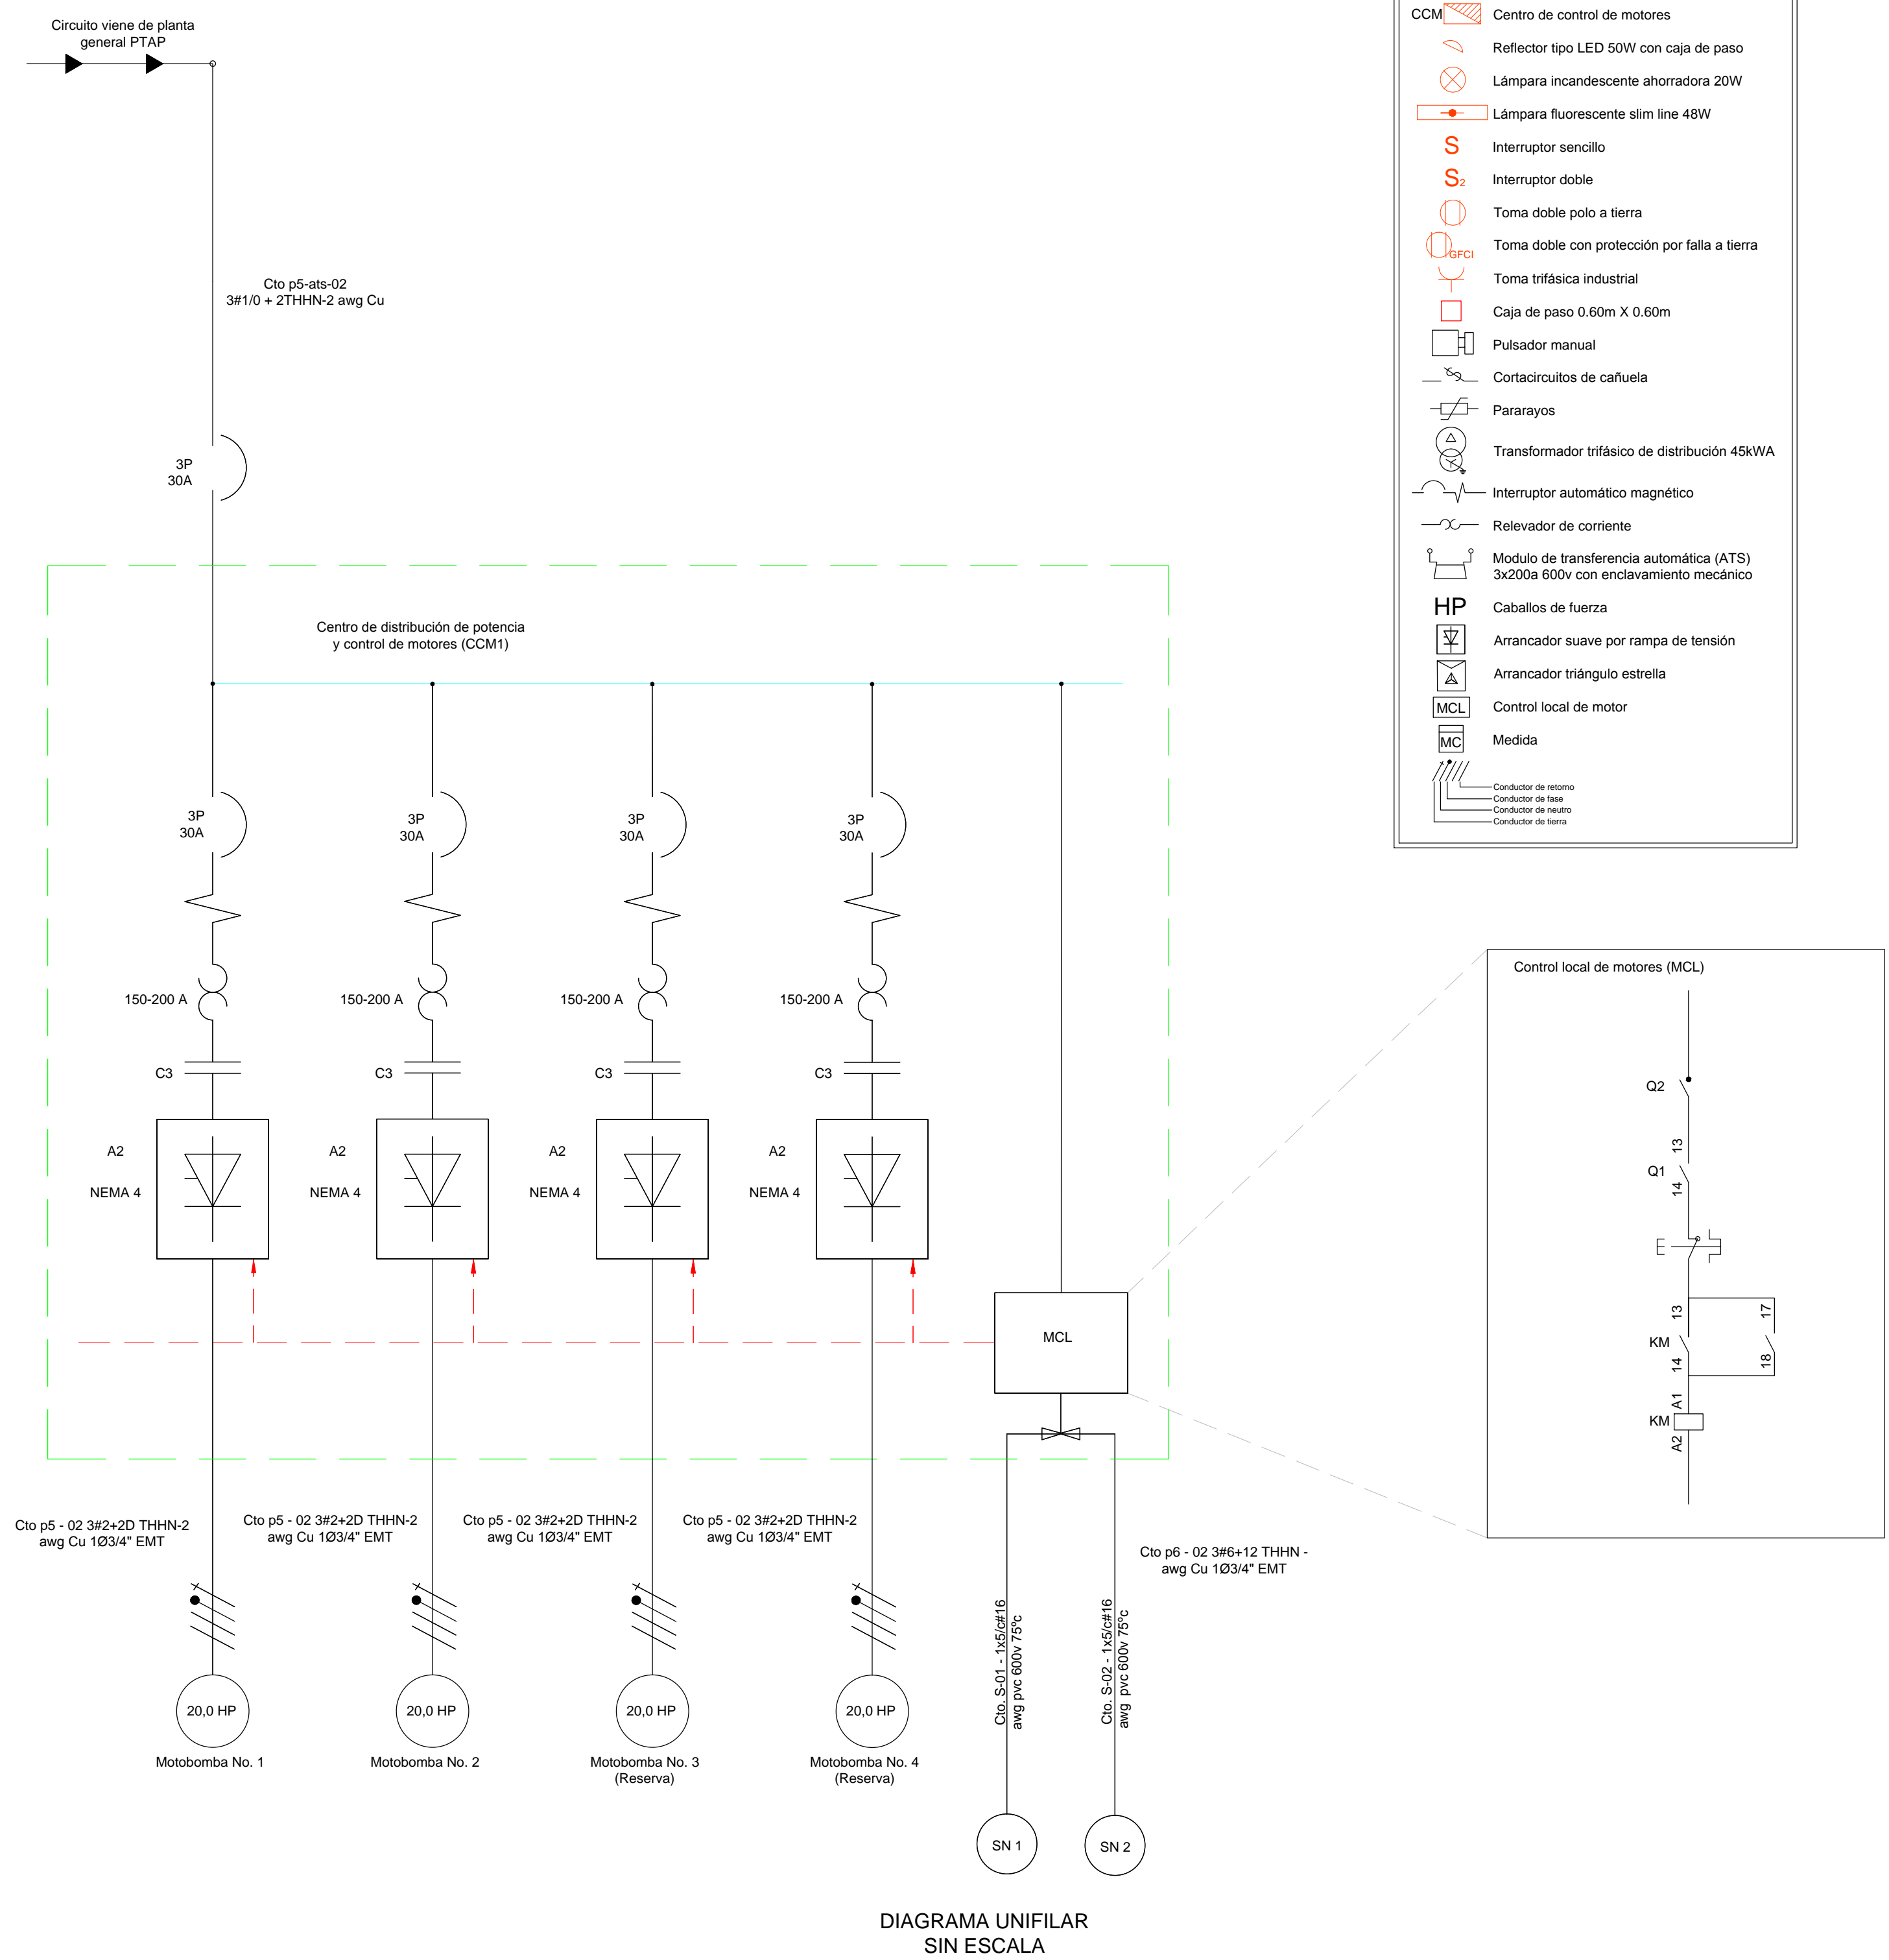 Circuito viene de planta
general PTAP
Cto p5-ats-02
3#1/0 + 2THHN-2 awg Cu
3P
30A
Centro de distribución de potencia
y control de motores (CCM1)
3P
30A
3P
30A
3P
30A
3P
30A
150-200 A
150-200 A
150-200 A
150-200 A
C3
C3
C3
C3
A2
NEMA 4
A2
NEMA 4
A2
NEMA 4
A2
NEMA 4
MCL
Cto p5 - 02 3#2+2D THHN-2
awg Cu 1Ø3/4" EMT
Cto p5 - 02 3#2+2D THHN-2
awg Cu 1Ø3/4" EMT
Cto p5 - 02 3#2+2D THHN-2
awg Cu 1Ø3/4" EMT
Cto p5 - 02 3#2+2D THHN-2
awg Cu 1Ø3/4" EMT
Cto p6 - 02 3#6+12 THHN -
awg Cu 1Ø3/4" EMT
Cto. S-01 - 1x5/c#16
awg pvc 600v 75ºc
Cto. S-02 - 1x5/c#16
awg pvc 600v 75ºc
20,0 HP
20,0 HP
20,0 HP
20,0 HP
Motobomba No. 1
Motobomba No. 2
Motobomba No. 3
(Reserva)
Motobomba No. 4
(Reserva)
SN 1
SN 2
DIAGRAMA UNIFILAR
SIN ESCALA
CCM Centro de control de motores
Reflector tipo LED 50W con caja de paso
Lámpara incandescente ahorradora 20W
Lámpara fluorescente slim line 48W
S Interruptor sencillo
S2 Interruptor doble
Toma doble polo a tierra
GFCI Toma doble con protección por falla a tierra
Toma trifásica industrial
Caja de paso 0.60m X 0.60m
Pulsador manual
Cortacircuitos de cañuela
Pararayos
Transformador trifásico de distribución 45kWA
Interruptor automático magnético
Relevador de corriente
Modulo de transferencia automática (ATS)
3x200a 600v con enclavamiento mecánico
HP Caballos de fuerza
Arrancador suave por rampa de tensión
Arrancador triángulo estrella
MCL Control local de motor
MC Medida
Conductor de retorno
Conductor de fase
Conductor de neutro
Conductor de tierra
Control local de motores (MCL)
Q2
13
Q1
14
13
17
KM
14
18
A1
KM
A2